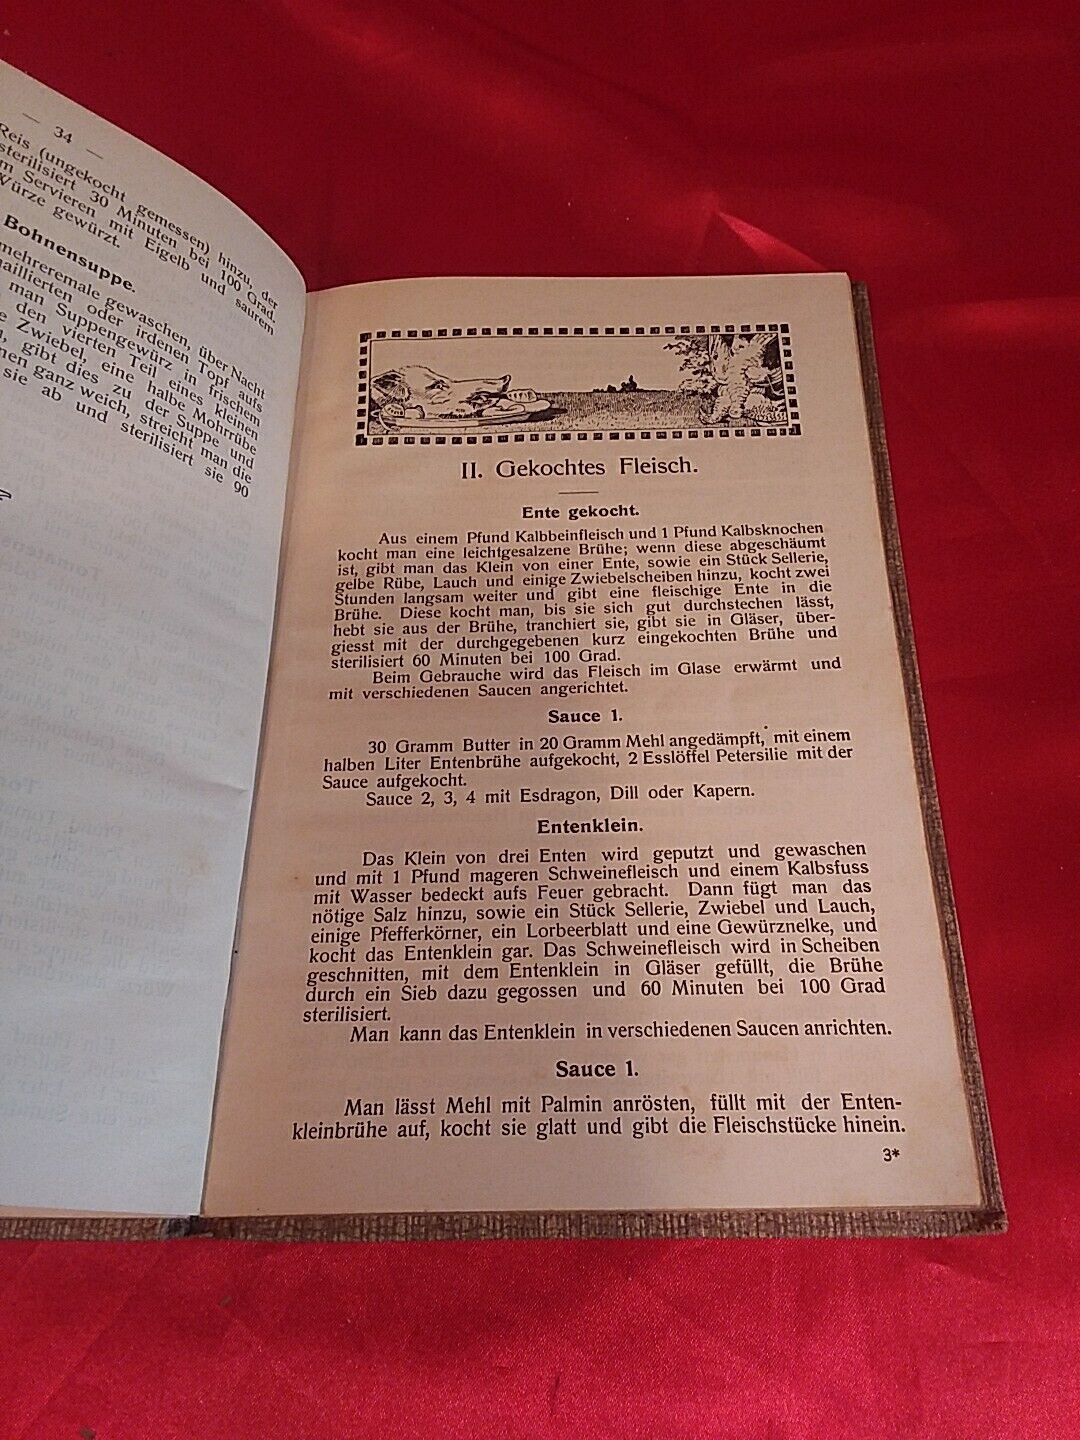 — 34 —
Reis (ungekocht gemessen) hinzu, der
sterilisiert 30 Minuten bei 100 Grad.
m Servieren mit Eigelb und saurem
Würze gewürzt.
Bohnensuppe.
mehreremale gewaschen, über Nacht
maillierten oder irdenen Topf aufs
man Suppengewürz in frischem
den vierten Teil eines kleinen
Zwiebel, eine halbe Mohrrübe
gibt dies zu der Suppe und
nen ganz weich, streicht man die
sie ab und sterilisiert sie 90
II. Gekochtes Fleisch.
Ente gekocht.
Aus einem Pfund Kalbbeinfleisch und 1 Pfund Kalbsknochen
kocht man eine leichtgesalzene Brühe; wenn diese abgeschäumt
ist, gibt man das Klein von einer Ente, sowie ein Stück Sellerie,
gelbe Rübe, Lauch und einige Zwiebelscheiben hinzu, kocht zwei
Stunden langsam weiter und gibt eine fleischige Ente in die
Brühe. Diese kocht man, bis sie sich gut durchstechen lässt,
hebt sie aus der Brühe, tranchiert sie, gibt sie in Gläser, über-
giesst mit der durchgegebenen kurz eingekochten Brühe und
sterilisiert 60 Minuten bei 100 Grad.
Beim Gebrauche wird das Fleisch im Glase erwärmt und
mit verschiedenen Saucen angerichtet.
Sauce 1.
30 Gramm Butter in 20 Gramm Mehl angedämpft, mit einem
halben Liter Entenbrühe aufgekocht, 2 Esslöffel Petersilie mit der
Sauce aufgekocht.
Sauce 2, 3, 4 mit Esdragon, Dill oder Kapern.
Entenklein.
Das Klein von drei Enten wird geputzt und gewaschen
und mit 1 Pfund mageren Schweinefleisch und einem Kalbsfuss
mit Wasser bedeckt aufs Feuer gebracht. Dann fügt man das
nötige Salz hinzu, sowie ein Stück Sellerie, Zwiebel und Lauch,
einige Pfefferkörner, ein Lorbeerblatt und eine Gewürznelke, und
kocht das Entenklein gar. Das Schweinefleisch wird in Scheiben
geschnitten, mit dem Entenklein in Gläser gefüllt, die Brühe
durch ein Sieb dazu gegossen und 60 Minuten bei 100 Grad
sterilisiert.
Man kann das Entenklein in verschiedenen Saucen anrichten.
Sauce 1.
Man lässt Mehl mit Palmin anrösten, füllt mit der Enten-
kleinbrühe auf, kocht sie glatt und gibt die Fleischstücke hinein.
3*